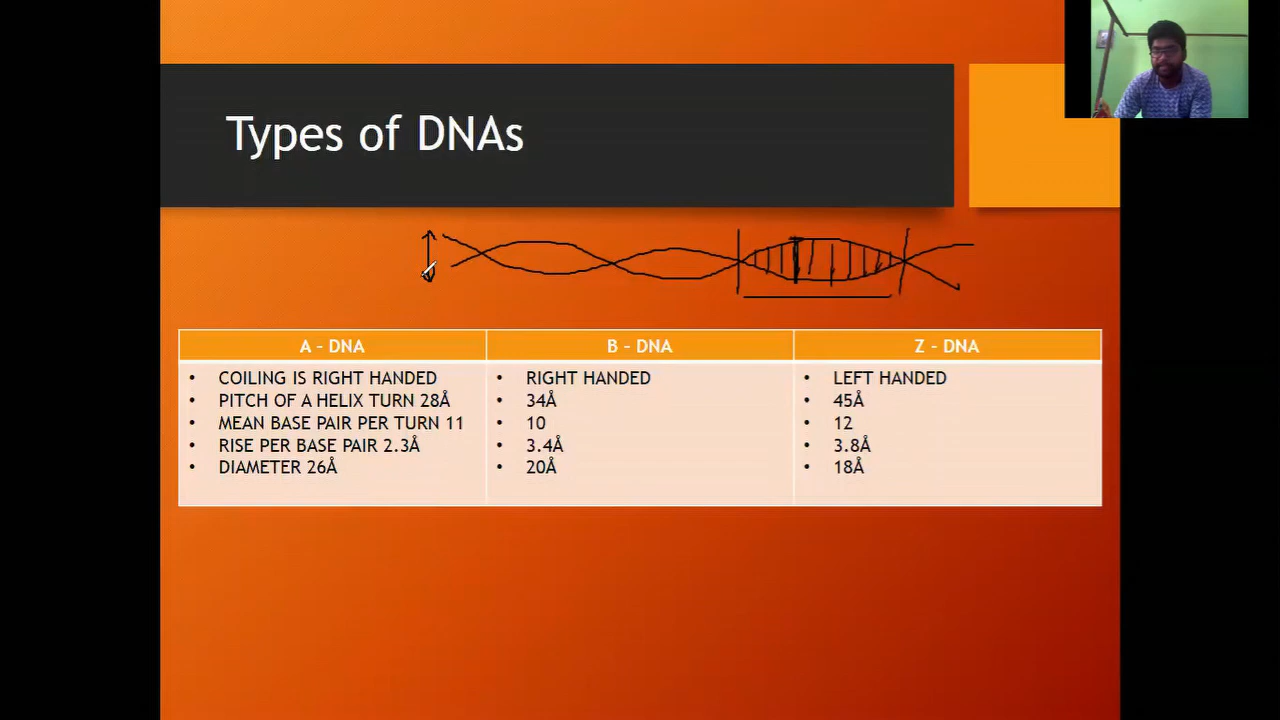 Types of DNAs
A – DNA
B – DNA
Z – DNA
• COILING IS RIGHT HANDED
• PITCH OF A HELIX TURN 28Å
• MEAN BASE PAIR PER TURN 11
• RISE PER BASE PAIR 2.3Å
• DIAMETER 26Å
• RIGHT HANDED
• 34Å
• 10
• 3.4Å
• 20Å
• LEFT HANDED
• 45Å
• 12
• 3.8Å
• 18Å